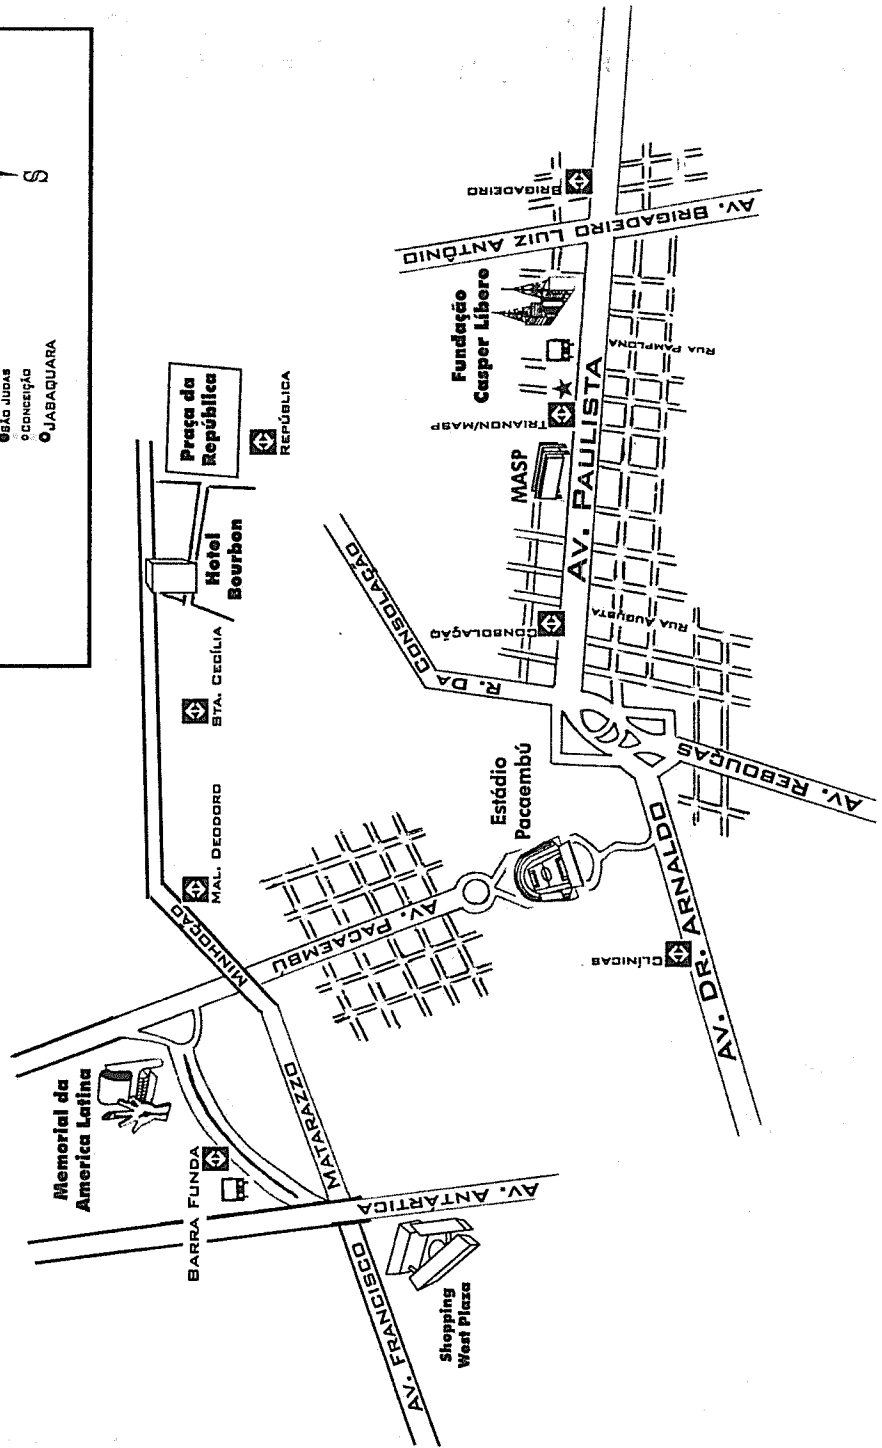 S
SÃO JUDAS
CONCEIÇÃO
JABAQUARA
Memorial da
America Latina
BARRA FUNDA
AV. FRANCISCO
MATARAZZO
MINHOCÃO
MAL. DEODORO
STA. CECÍLIA
Hotel
Bourbon
Praça da
República
REPÚBLICA
AV. ANTÁRTICA
Shopping
West Plaza
AV. PACAEMBÚ
Estádio
Pacaembú
R. DA CONSOLAÇÃO
CLÍNICAS
AV. DR. ARNALDO
AV. REBOUÇAS
CONSOLAÇÃO
RUA AUGUSTA
MASP
TRIANON/MASP
AV. PAULISTA
Fundação
Casper Líbero
RUA PAMPLONA
AV. BRIGADEIRO LUIZ ANTÔNIO
BRIGADEIRO